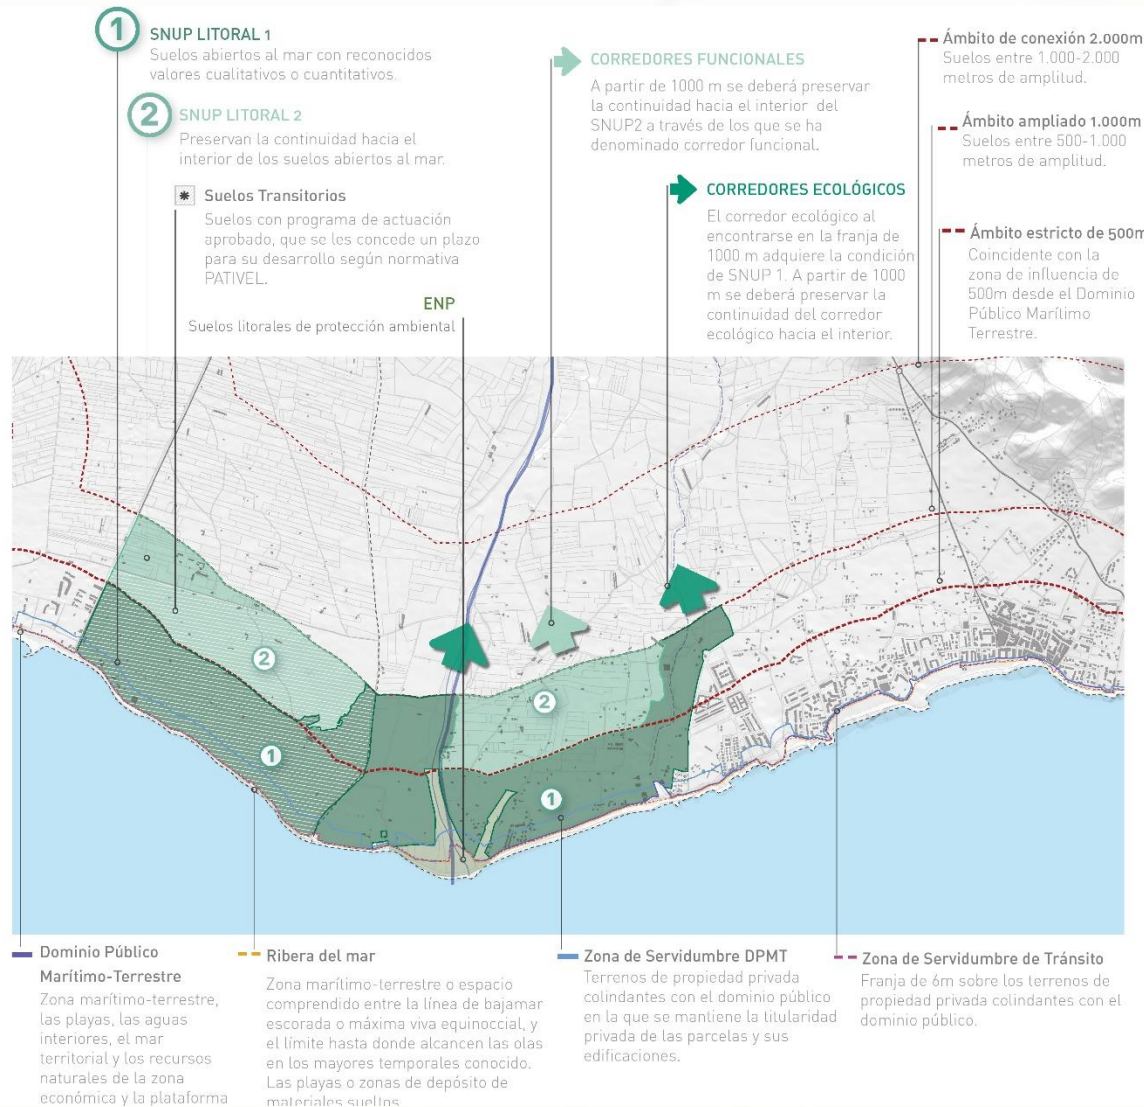 1
SNUP LITORAL 1
Suelos abiertos al mar con reconocidos
valores cualitativos o cuantitativos.
2
SNUP LITORAL 2
Preservan la continuidad hacia el
interior de los suelos abiertos al mar.
Suelos Transitorios
Suelos con programa de actuación
aprobado, que se les concede un plazo
para su desarrollo según normativa
PATIVEL.
ENP
Suelos litorales de protección ambiental
CORREDORES FUNCIONALES
A partir de 1000 m se deberá preservar
la continuidad hacia el interior del
SNUP2 a través de los que se ha
denominado corredor funcional.
CORREDORES ECOLÓGICOS
El corredor ecológico al
encontrarse en la franja de
1000 m adquiere la condición
de SNUP 1. A partir de 1000
m se deberá preservar la
continuidad del corredor
ecológico hacia el interior.
Ámbito de conexión 2.000m
Suelos entre 1.000-2.000
metros de amplitud.
Ámbito ampliado 1.000m
Suelos entre 500-1.000
metros de amplitud.
Ámbito estricto de 500m
Coincidente con la
zona de influencia de
500m desde el Dominio
Público Marítimo
Terrestre.
2
2
1
1
Dominio Público
Marítimo-Terrestre
Zona marítimo-terrestre,
las playas, las aguas
interiores, el mar
territorial y los recursos
naturales de la zona
económica y la plataforma
Ribera del mar
Zona marítimo-terrestre o espacio
comprendido entre la línea de bajamar
escorada o máxima viva equinoccial, y
el límite hasta donde alcancen las olas
en los mayores temporales conocido.
Las playas o zonas de depósito de
materiales sueltos
Zona de Servidumbre DPMT
Terrenos de propiedad privada
colindantes con el dominio público
en la que se mantiene la titularidad
privada de las parcelas y sus
edificaciones.
Zona de Servidumbre de Tránsito
Franja de 6m sobre los terrenos de
propiedad privada colindantes con el
dominio público.